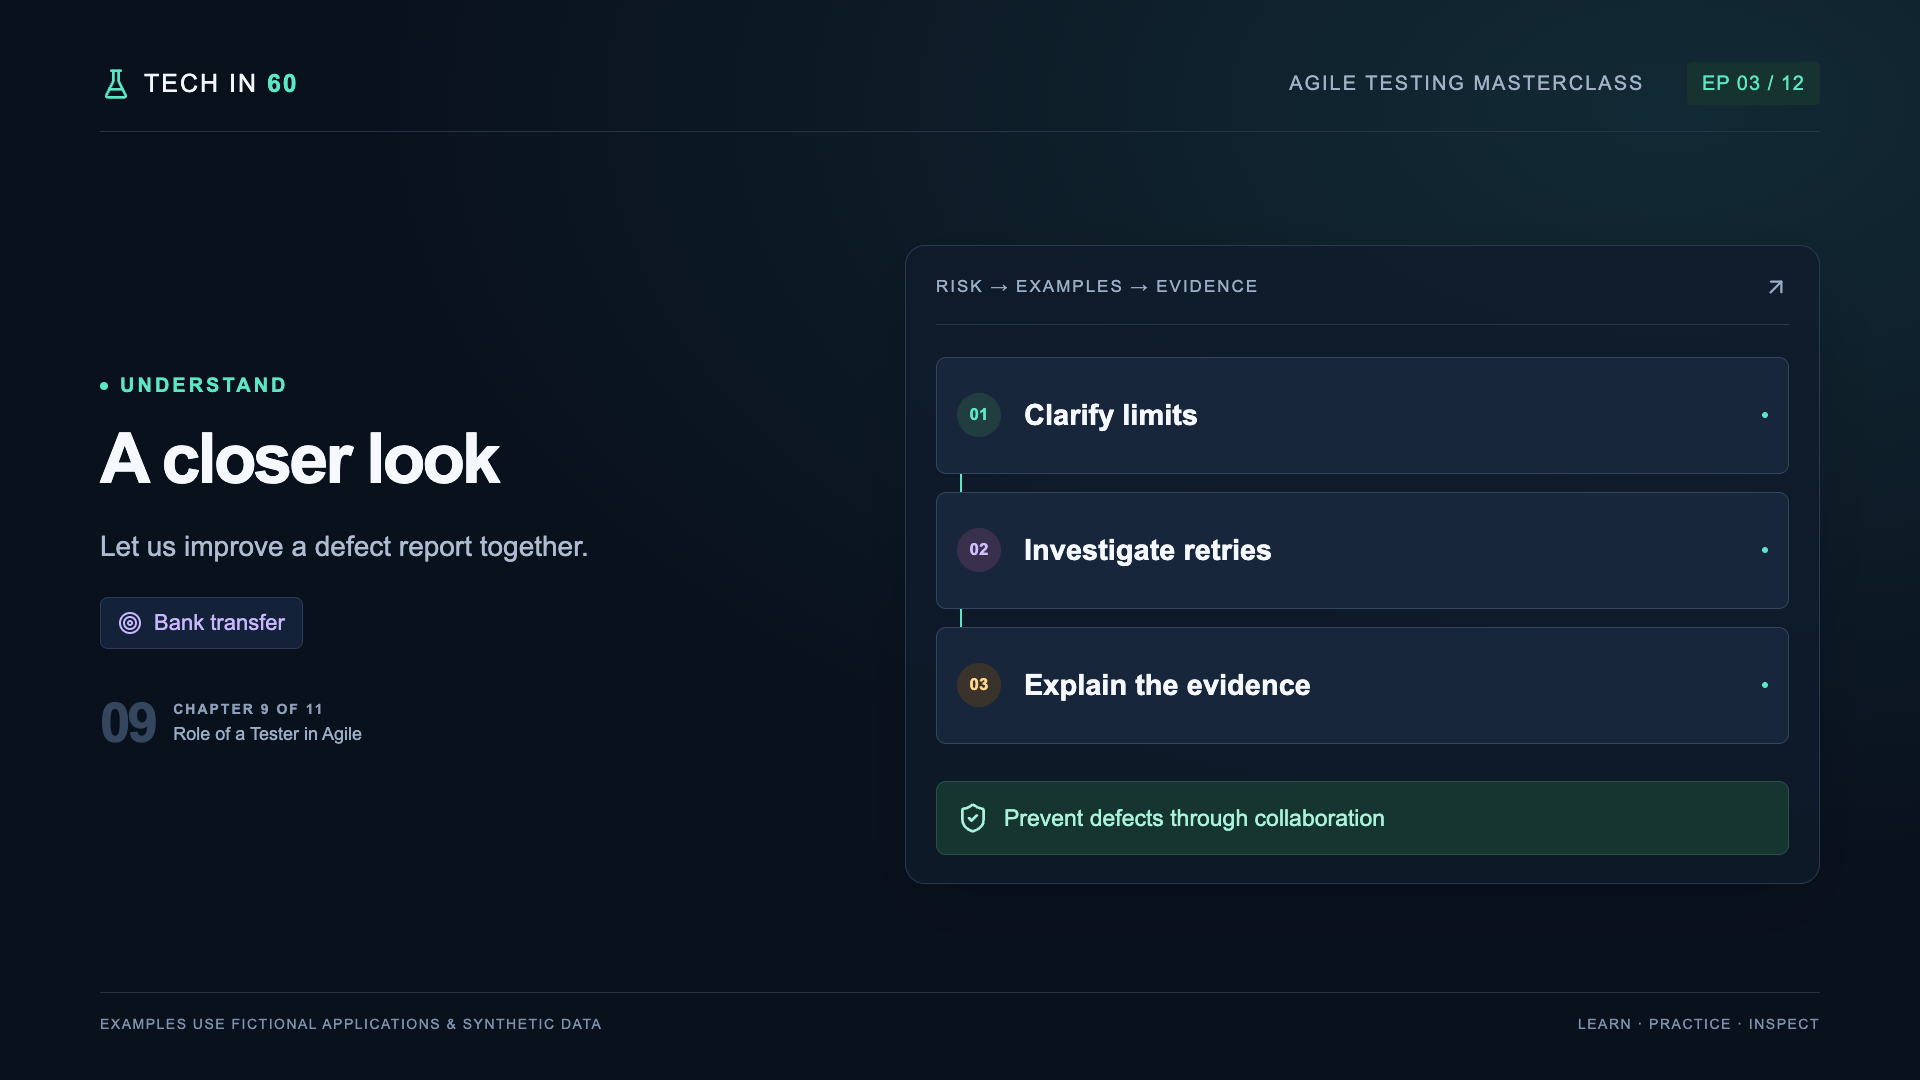 TECH IN 60
AGILE TESTING MASTERCLASS
EP 03 / 12
UNDERSTAND
A closer look
Let us improve a defect report together.
Bank transfer
09
CHAPTER 9 OF 11
Role of a Tester in Agile
RISK → EXAMPLES → EVIDENCE
01
Clarify limits
02
Investigate retries
03
Explain the evidence
Prevent defects through collaboration
EXAMPLES USE FICTIONAL APPLICATIONS & SYNTHETIC DATA
LEARN · PRACTICE · INSPECT